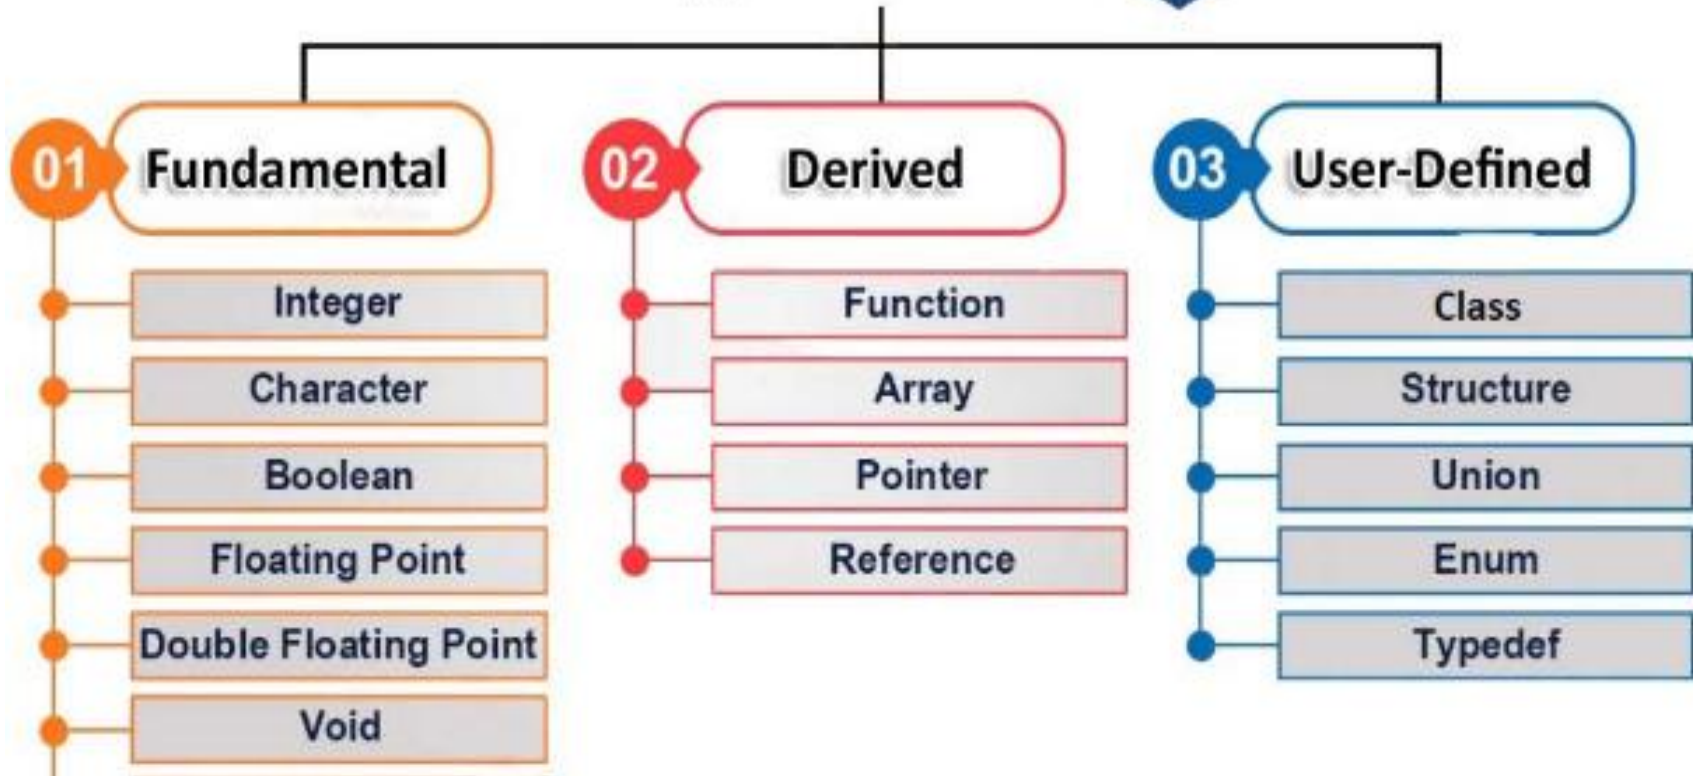 01
Fundamental
Integer
Character
Boolean
Floating Point
Double Floating Point
Void
02
Derived
Function
Array
Pointer
Reference
03
User-Defined
Class
Structure
Union
Enum
Typedef